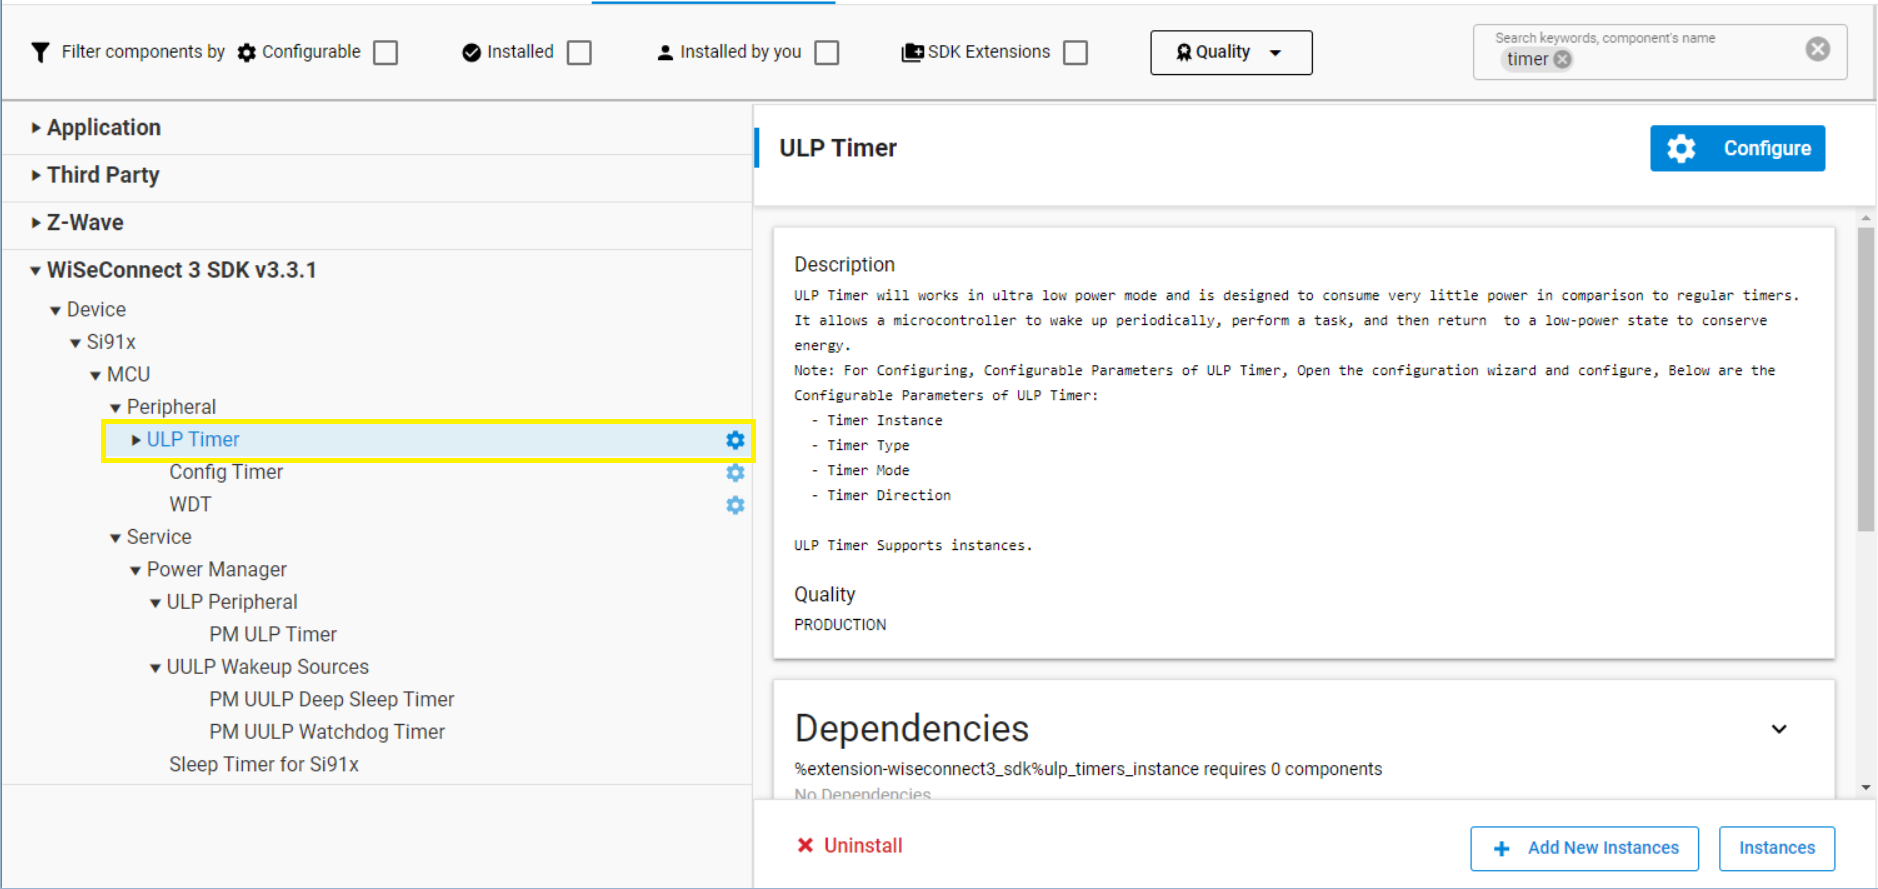 Filter components by Configurable Installed Installed by you SDK Extensions Quality
Search keywords, component's name
timer
Application
Third Party
Z-Wave
WiSeConnect 3 SDK v3.3.1
Device
Si91x
MCU
Peripheral
ULP Timer
Config Timer
WDT
Service
Power Manager
ULP Peripheral
PM ULP Timer
UULP Wakeup Sources
PM UULP Deep Sleep Timer
PM UULP Watchdog Timer
Sleep Timer for Si91x
ULP Timer
Configure
Description
ULP Timer will works in ultra low power mode and is designed to consume very little power in comparison to regular timers.
It allows a microcontroller to wake up periodically, perform a task, and then return  to a low-power state to conserve
energy.
Note: For Configuring, Configurable Parameters of ULP Timer, Open the configuration wizard and configure, Below are the
Configurable Parameters of ULP Timer:
- Timer Instance
- Timer Type
- Timer Mode
- Timer Direction
ULP Timer Supports instances.
Quality
PRODUCTION
Dependencies
%extension-wiseconnect3_sdk%ulp_timers_instance requires 0 components
No Dependencies
Uninstall
Add New Instances
Instances